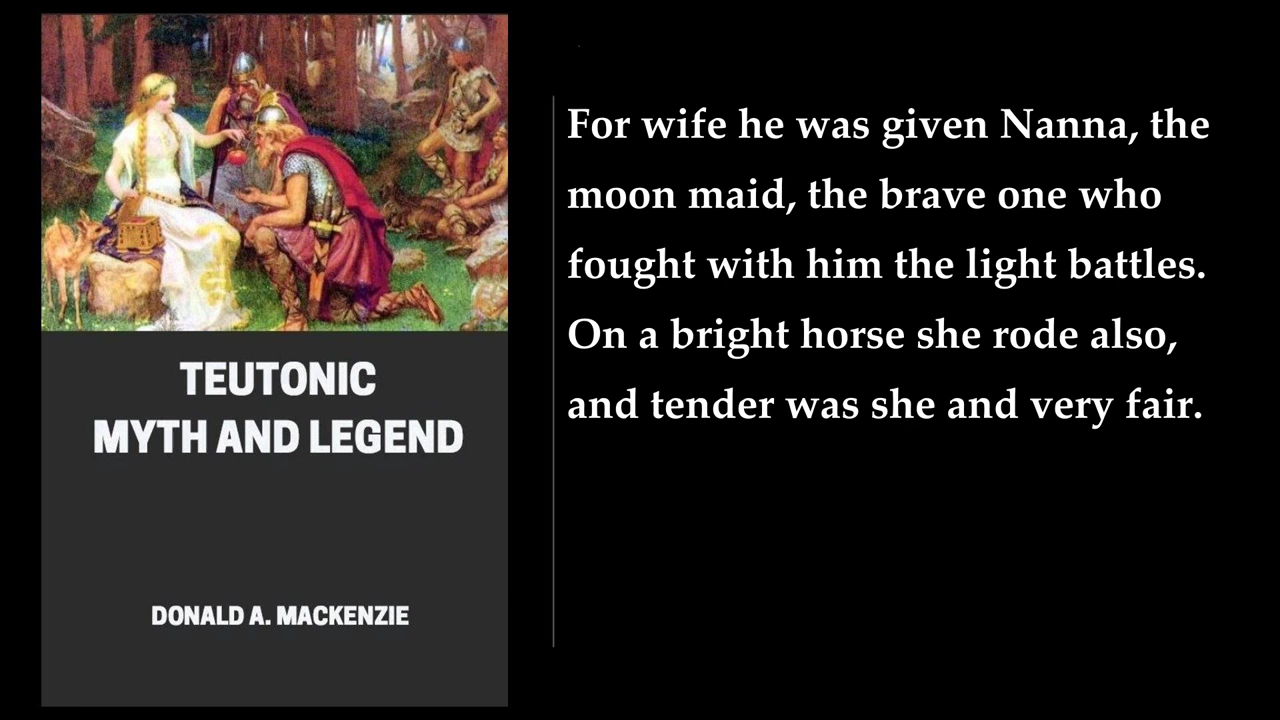 TEUTONIC
MYTH AND LEGEND
DONALD A. MACKENZIE
For wife he was given Nanna, the
moon maid, the brave one who
fought with him the light battles.
On a bright horse she rode also,
and tender was she and very fair.